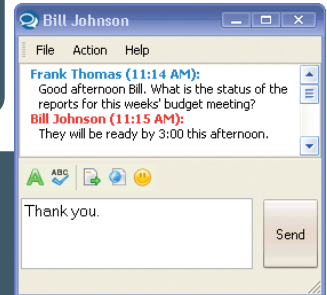 Bill Johnson
File Action Help
Frank Thomas (11:14 AM):
Good afternoon Bill. What is the status of the
reports for this weeks' budget meeting?
Bill Johnson (11:15 AM):
They will be ready by 3:00 this afternoon.
A ABC
Thank you.
Send